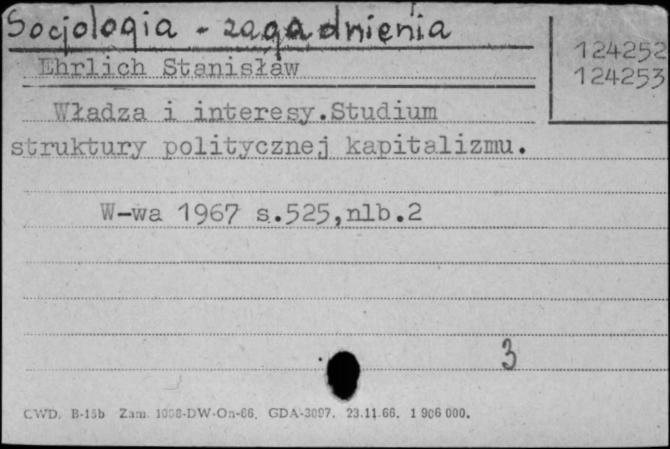 Socjologia - zagadnienia
124252
124253
Ehrlich Stanisław
Władza i interesy.Studium
struktury politycznej kapitalizmu.
W-wa 1967 s.525,nlb.2
3
CWD. B-15b Zam. 1098-DW-On-66. GDA-3097. 23.11.66. 1 906 000.